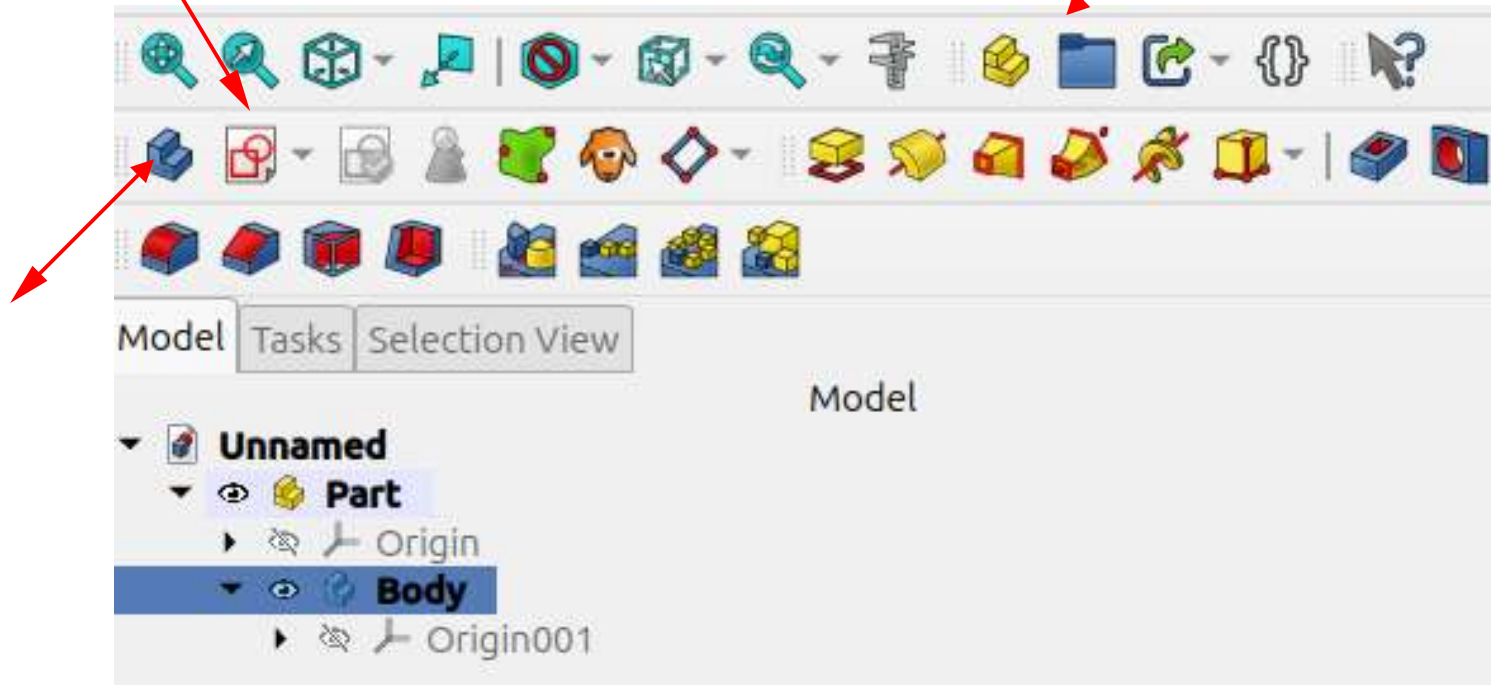 Model Tasks Selection View
Model
Unnamed
Part
Origin
Body
Origin001